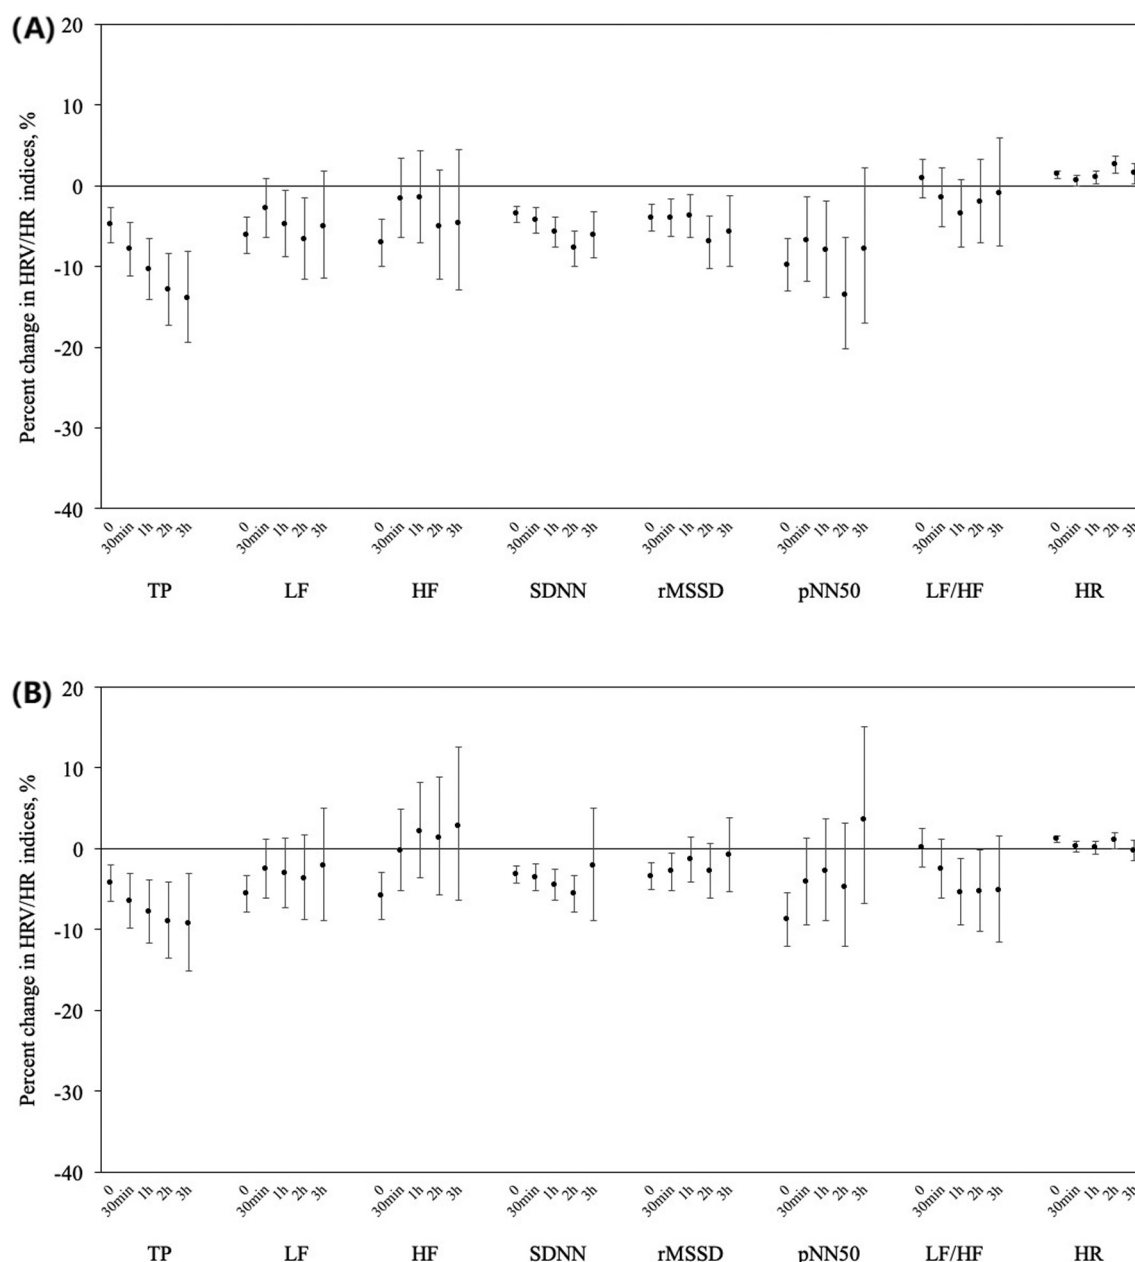 (A)
Percent change in HRV/HR indices, %
20
10
0
-10
-20
-30
-40
0 30min 1h 2h 3h 0 30min 1h 2h 3h 0 30min 1h 2h 3h 0 30min 1h 2h 3h 0 30min 1h 2h 3h 0 30min 1h 2h 3h 0 30min 1h 2h 3h 0 30min 1h 2h 3h
TP LF HF SDNN rMSSD pNN50 LF/HF HR
(B)
Percent change in HRV/HR indices, %
20
10
0
-10
-20
-30
-40
0 30min 1h 2h 3h 0 30min 1h 2h 3h 0 30min 1h 2h 3h 0 30min 1h 2h 3h 0 30min 1h 2h 3h 0 30min 1h 2h 3h 0 30min 1h 2h 3h 0 30min 1h 2h 3h
TP LF HF SDNN rMSSD pNN50 LF/HF HR